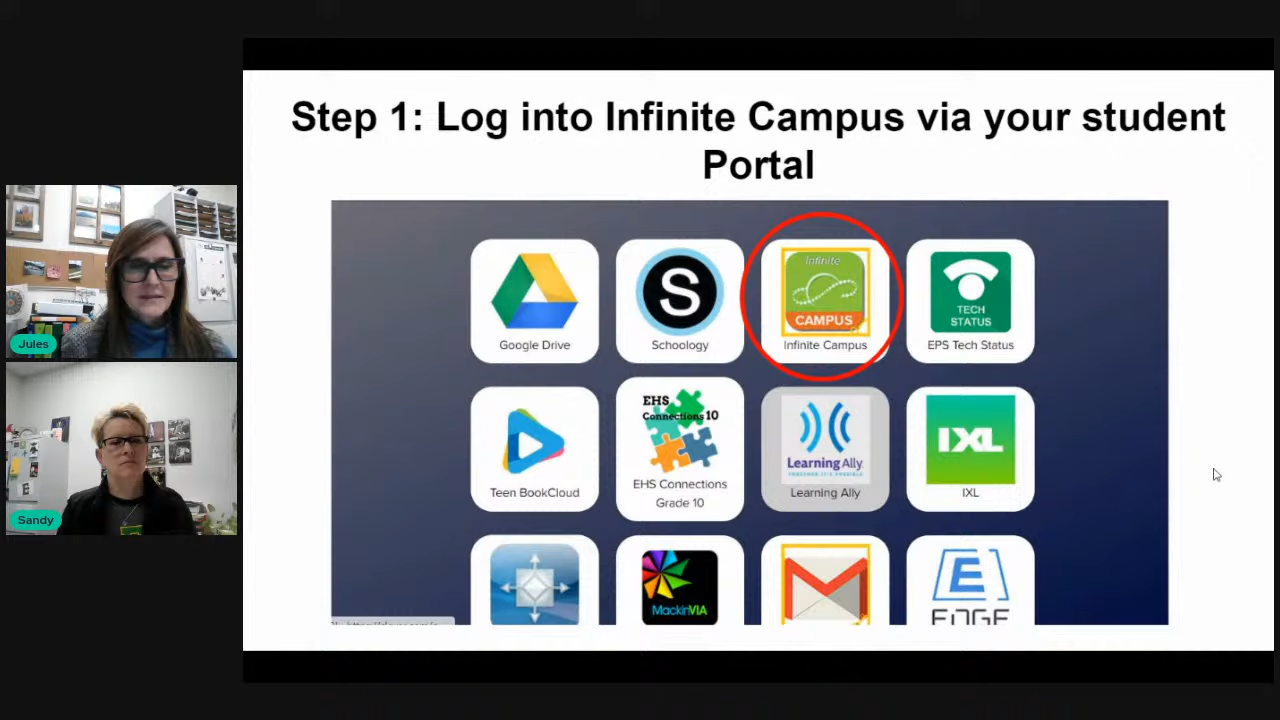 Step 1: Log into Infinite Campus via your student
Portal
Infinite
CAMPUS
TECH
STATUS
Google Drive
Schoology
Infinite Campus
EPS Tech Status
EHS
Connections 10
IXL
Learning Ally
Teen BookCloud
EHS Connections
Grade 10
Learning Ally
IXL
MackinVIA
EDGE
Jules
Sandy